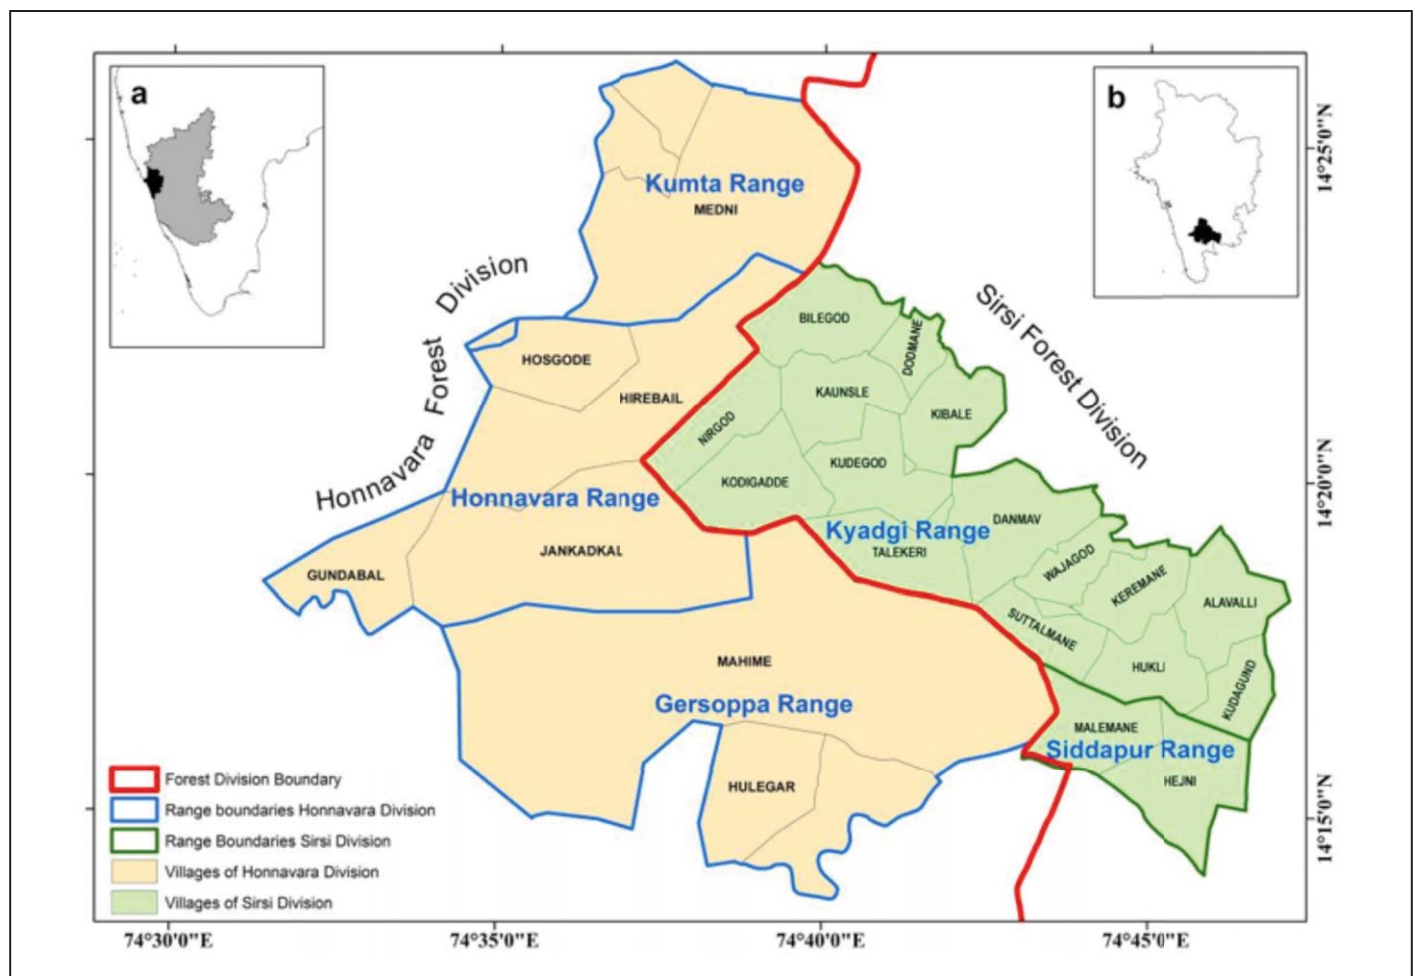 a
b
14°25'0"N
14°20'0"N
14°15'0"N
Kumta Range
MEDNI
Honnavara Forest Division
Sirsi Forest Division
HOSGODE
HIREBAIL
Honnavara Range
JANKADKAL
GUNDABAL
MAHIME
Gersoppa Range
HULEGAR
BILEGOD
DODMANE
KAUNSLE
KIBALE
NIRGOD
KUDEGOD
KODIGADDE
Kyadgi Range
TALEKERI
DANMAV
WAJAGOD
KEREMANE
ALAVALLI
SUTTALMANE
HUKLI
KUDAGUND
MALEMANE
Siddapur Range
HEJNI
Forest Division Boundary
Range boundaries Honnavara Division
Range Boundaries Sirsi Division
Villages of Honnavara Division
Villages of Sirsi Division
74°30'0"E
74°35'0"E
74°40'0"E
74°45'0"E